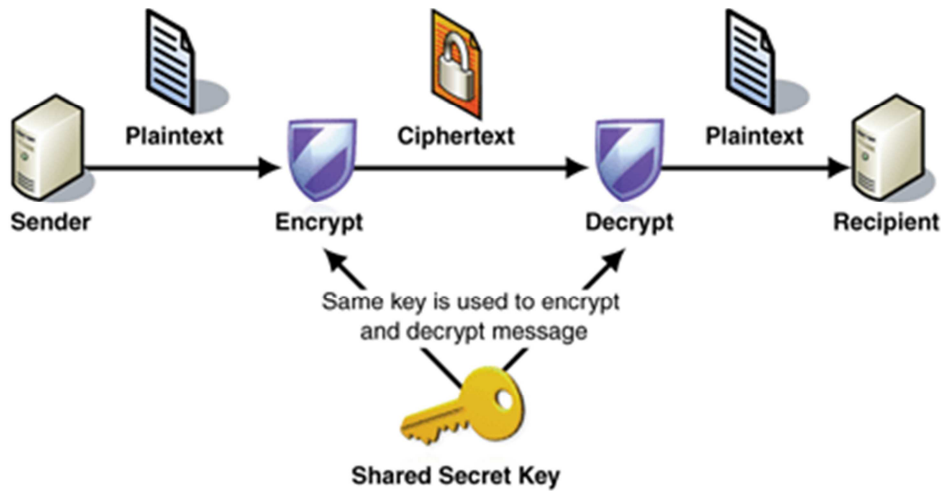 Plaintext
Ciphertext
Plaintext
Sender
Encrypt
Decrypt
Recipient
Same key is used to encrypt
and decrypt message
Shared Secret Key